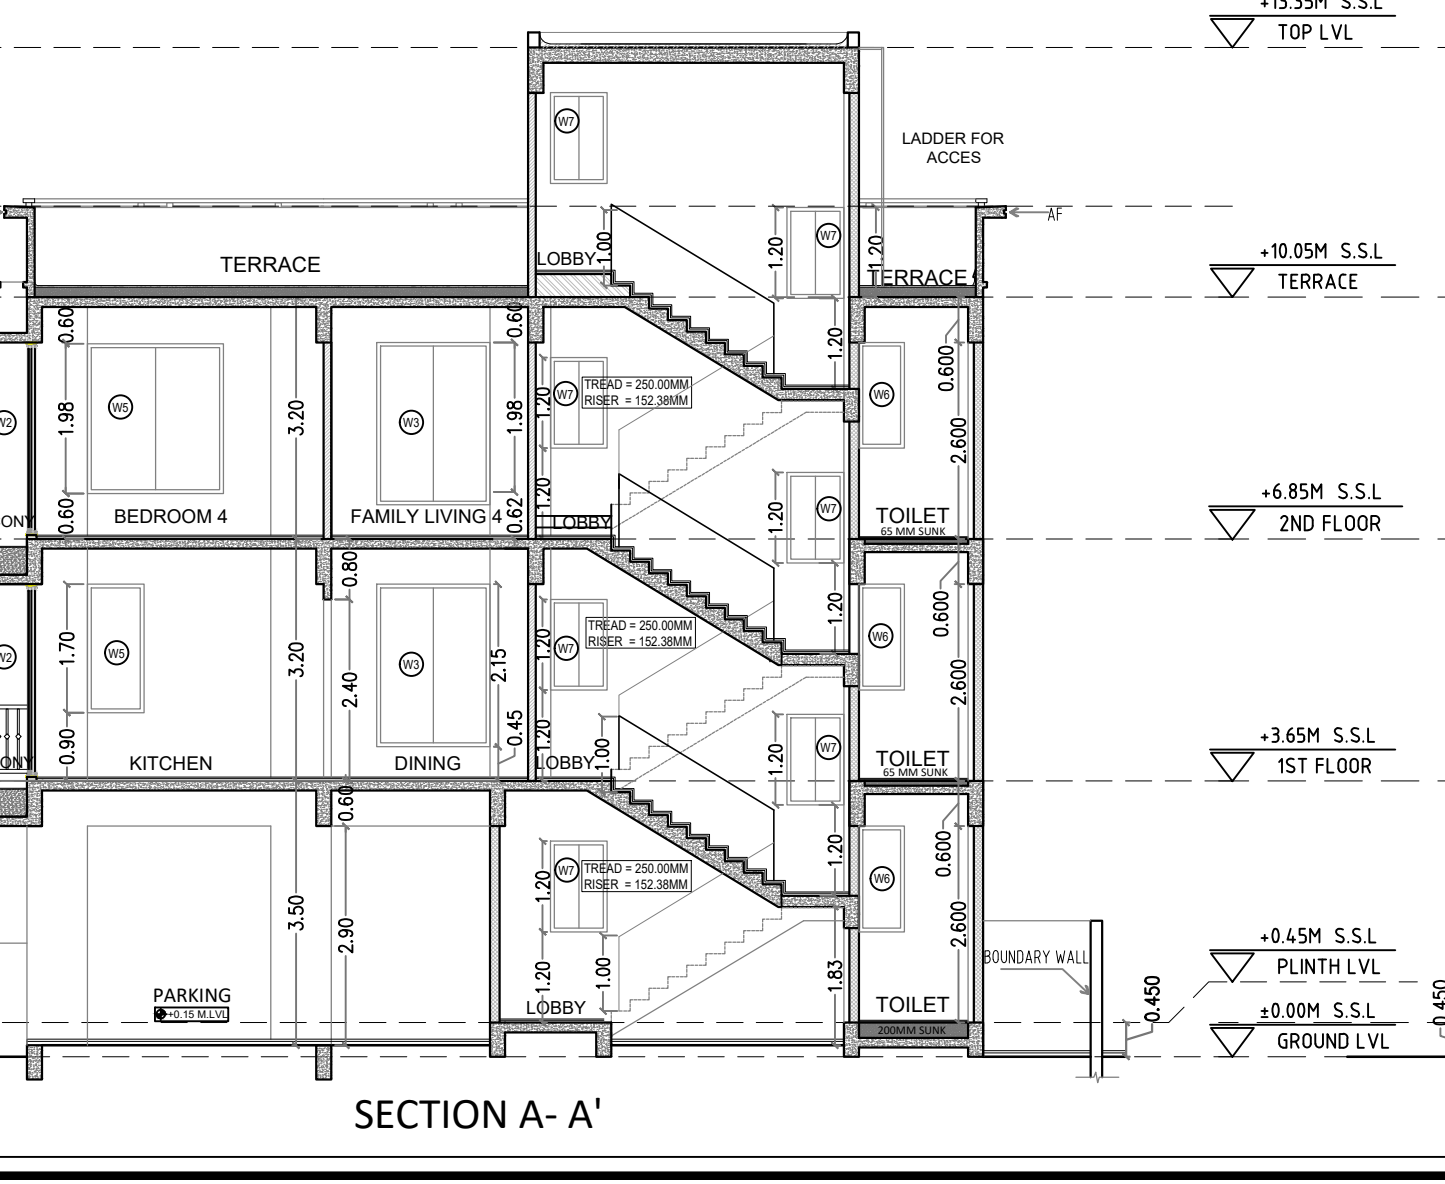 +13.35M S.S.L
TOP LVL
W7
LADDER FOR
ACCES
AF
W7
1.00
1.20
1.20
LOBBY
TERRACE
TERRACE
+10.05M S.S.L
TERRACE
0.60
0.60
1.20
0.600
W2
W5
1.98
3.20
W3
1.98
1.20
W7
TREAD = 250.00MM
RISER = 152.38MM
W6
2.600
0.60
BEDROOM 4
FAMILY LIVING 4
0.62
1.20
LOBBY
1.20
W7
TOILET
65 MM SUNK
+6.85M S.S.L
2ND FLOOR
ONY
0.80
1.20
0.600
W2
1.70
W5
3.20
2.40
W3
2.15
1.20
W7
TREAD = 250.00MM
RISER = 152.38MM
W6
2.600
0.90
0.45
1.20
1.00
1.20
W7
ONY
KITCHEN
DINING
LOBBY
TOILET
65 MM SUNK
+3.65M S.S.L
1ST FLOOR
0.60
1.20
0.600
3.50
2.90
1.20
W7
TREAD = 250.00MM
RISER = 152.38MM
W6
2.600
1.20
1.00
1.83
BOUNDARY WALL
+0.45M S.S.L
PLINTH LVL
PARKING
+0.15 M.LVL
LOBBY
TOILET
200MM SUNK
0.450
±0.00M S.S.L
GROUND LVL
0.450
SECTION A- A'